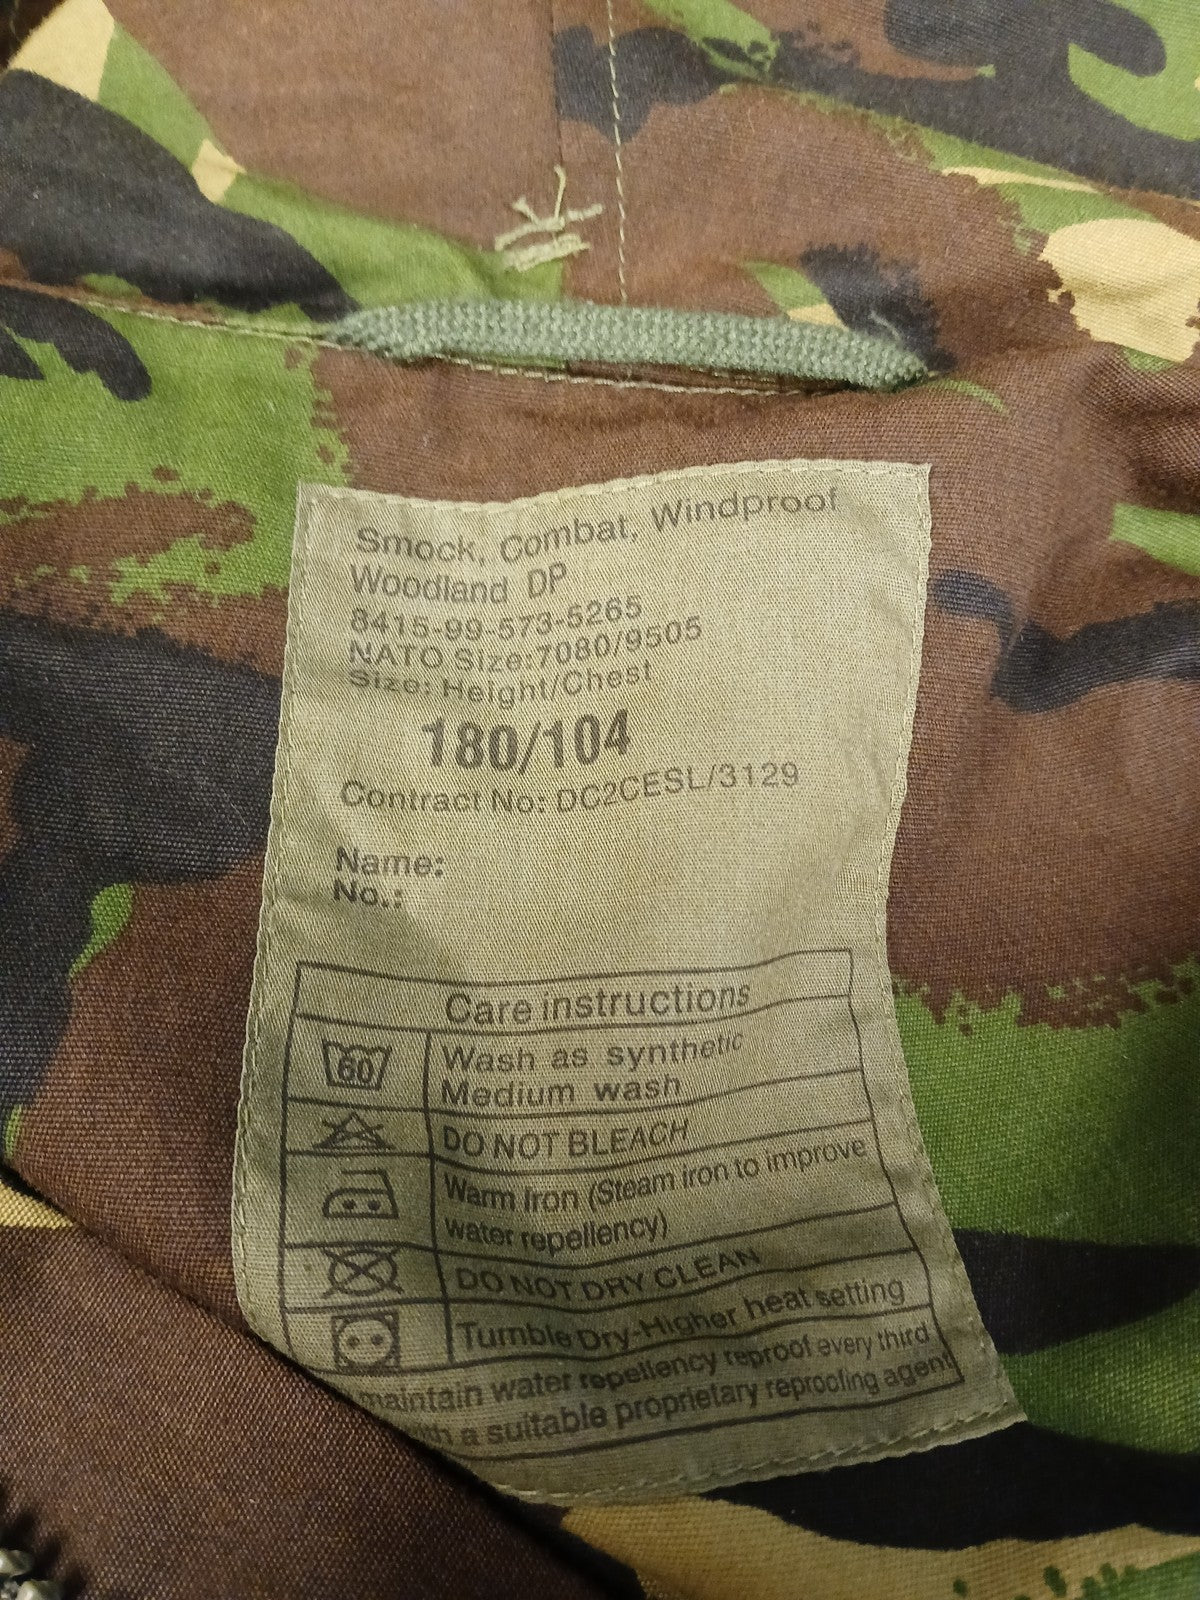 Smock, Combat, Windproof
Woodland DP
8415-99-573-5265
NATO Size:7080/9505
Size: Height/Chest
180/104
Contract No: DC2CESL/3129
Name:
No.:
Care instructions
60
Wash as synthetic
Medium wash
DO NOT BLEACH
Warm Iron (Steam iron to improve
water repellency)
DO NOT DRY CLEAN
Tumble Dry-Higher heat setting
maintain water repellency reproof every third
a suitable proprietary reproofing agent